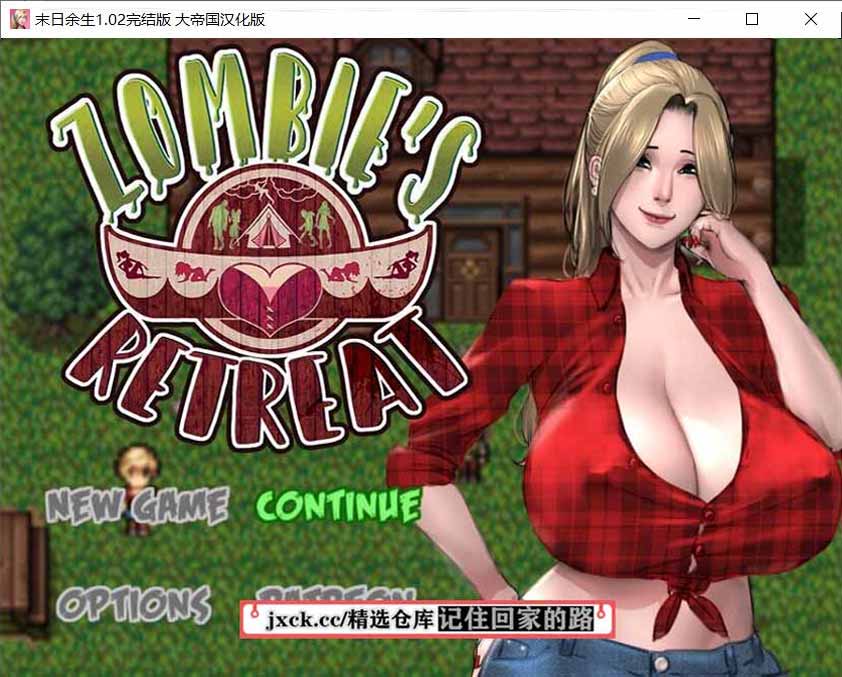 末日余生1.02完结版 大帝国汉化版
ZOMBIE'S
RETREAT
NEW GAME CONTINUE
OPTIONS PATREON
jxck.cc/精选仓库记住回家的路